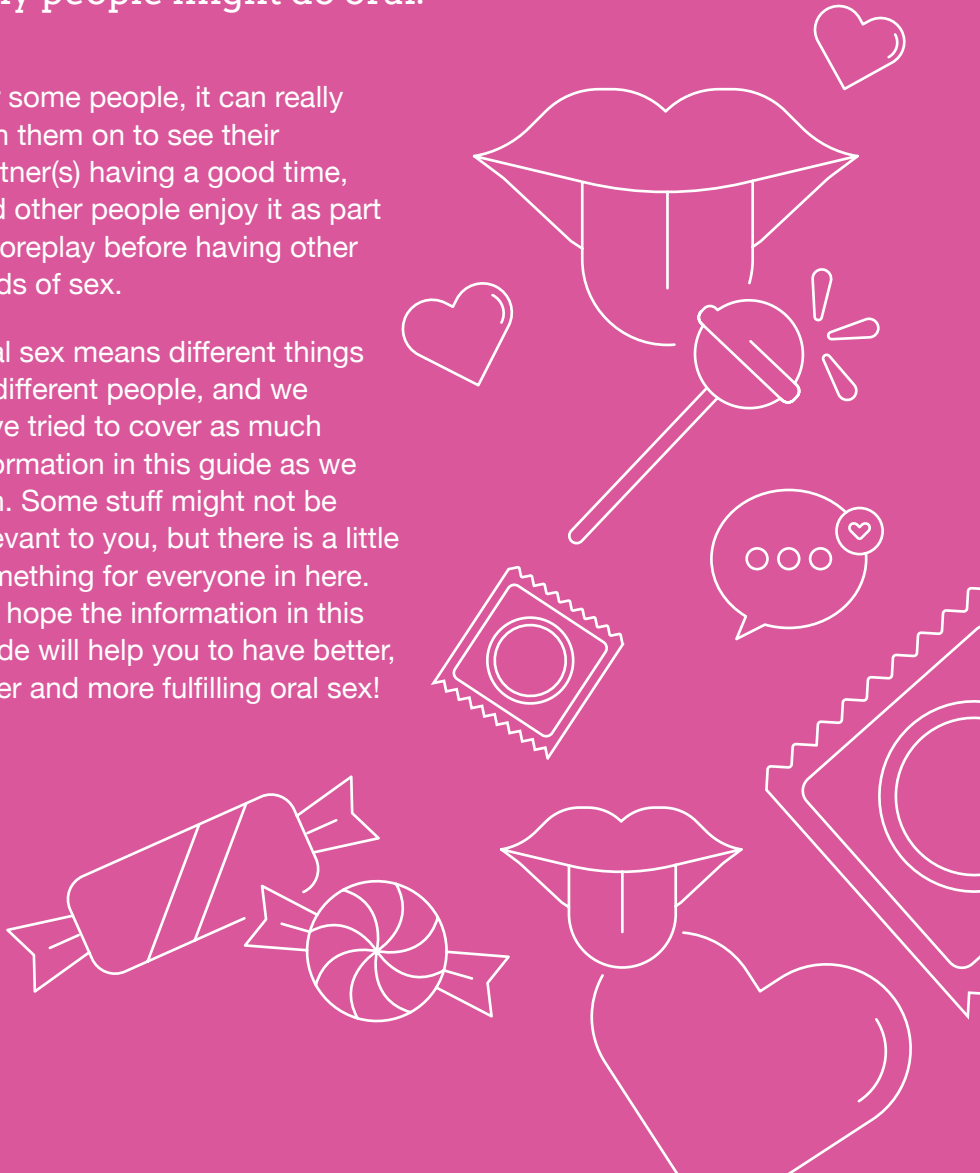 people might do oral.
some people, it can really
them on to see their
having a good time,
other people enjoy it as part
before having other
of sex.
sex means different things
different people, and we
tried to cover as much
in this guide as we
Some stuff might not be
to you, but there is a little
for everyone in here.
hope the information in this
will help you to have better,
and more fulfilling oral sex!